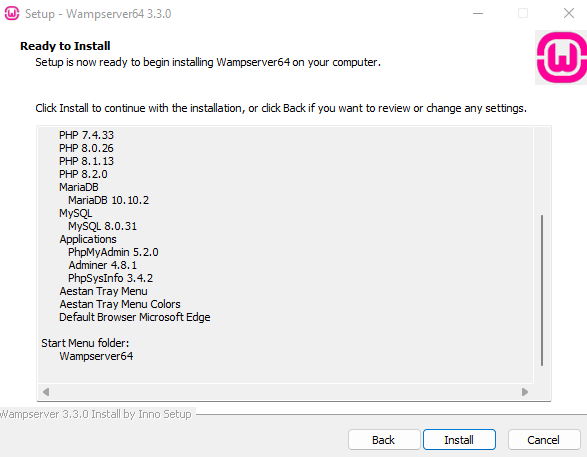 Setup - Wampserver64 3.3.0
Ready to Install
Setup is now ready to begin installing Wampserver64 on your computer.
Click Install to continue with the installation, or click Back if you want to review or change any settings.
PHP 7.4.33
PHP 8.0.26
PHP 8.1.13
PHP 8.2.0
MariaDB
MariaDB 10.10.2
MySQL
MySQL 8.0.31
Applications
PhpMyAdmin 5.2.0
Adminer 4.8.1
PhpSysInfo 3.4.2
Aestan Tray Menu
Aestan Tray Menu Colors
Default Browser Microsoft Edge
Start Menu folder:
Wampserver64
Wampserver 3.3.0 Install by Inno Setup
Back
Install
Cancel